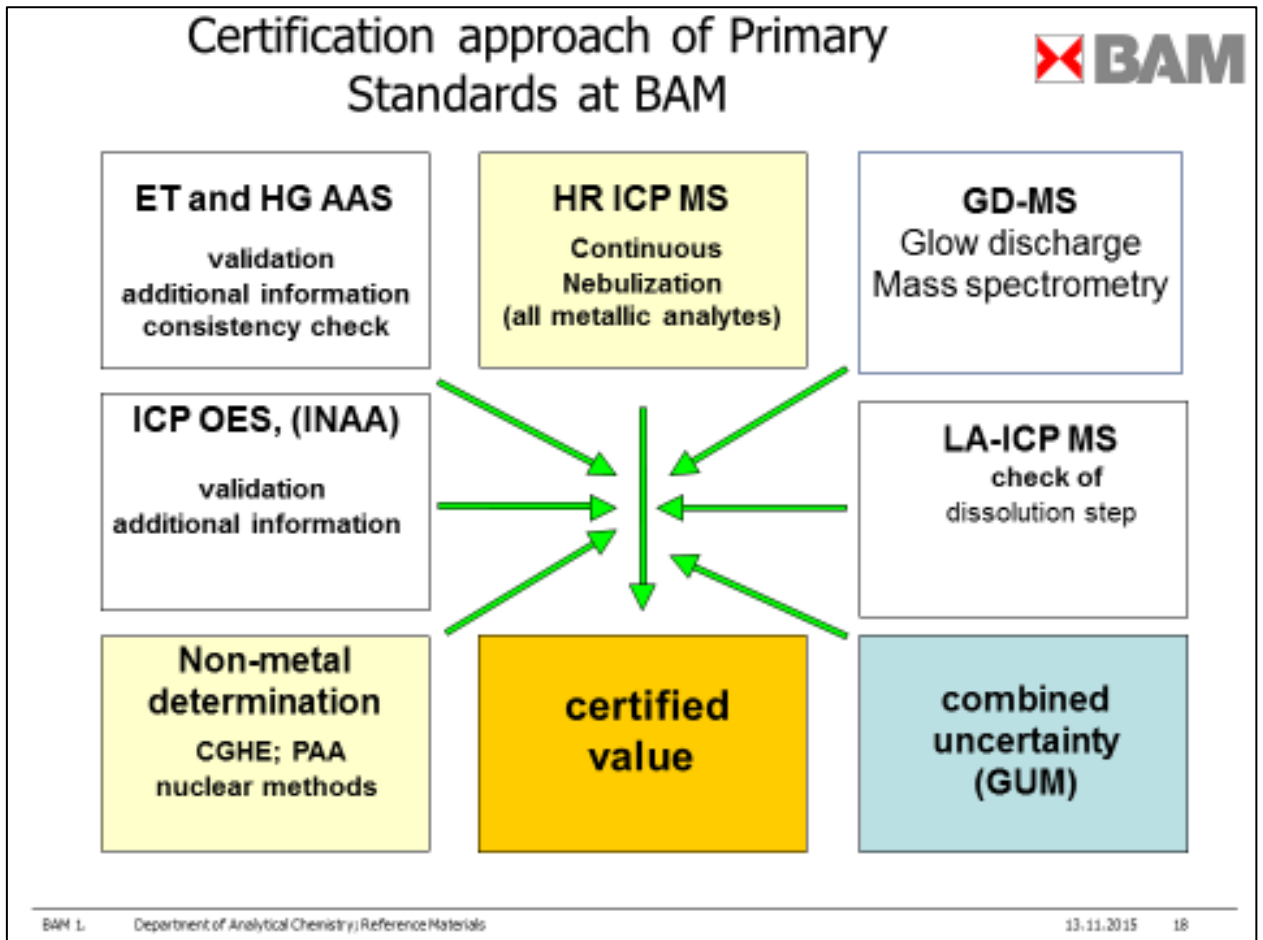 Certification approach of Primary
Standards at BAM
BAM
ET and HG AAS
validation
additional information
consistency check
HR ICP MS
Continuous
Nebulization
(all metallic analytes)
GD-MS
Glow discharge
Mass spectrometry
ICP OES, (INAA)
validation
additional information
LA-ICP MS
check of
dissolution step
Non-metal
determination
CGHE; PAA
nuclear methods
certified
value
combined
uncertainty
(GUM)
BAM 1. Department of Analytical Chemistry; Reference Materials 13.11.2015 18